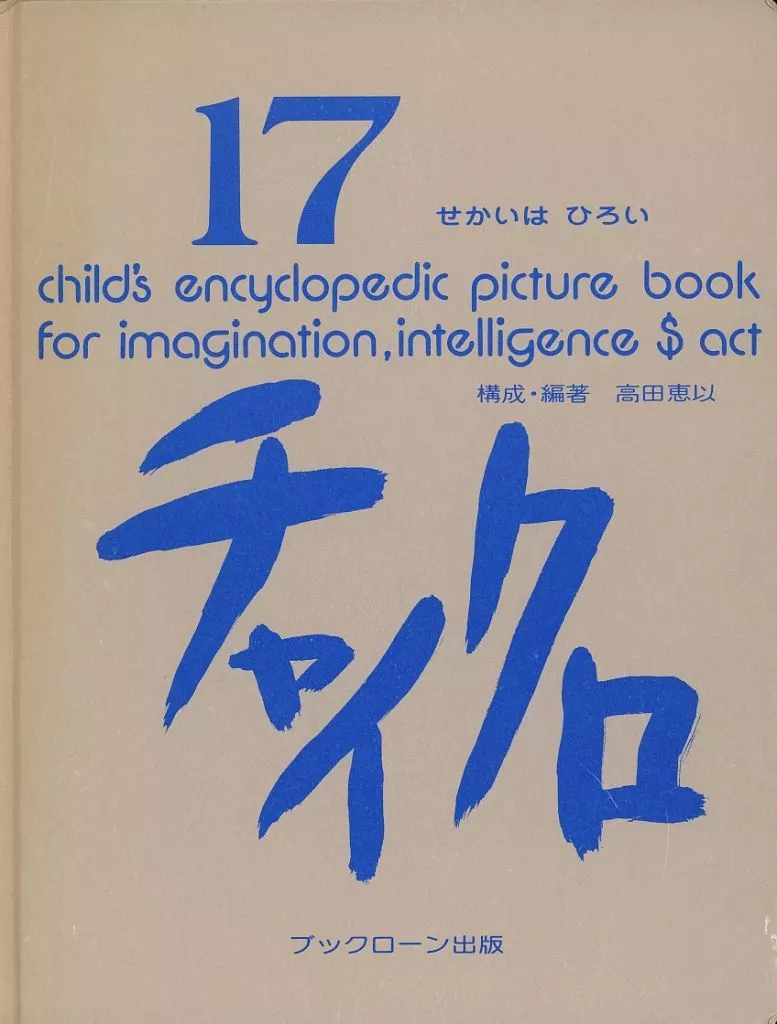 17
せかいは ひろい
child's encyclopedic picture book
for imagination, intelligence $ act
構成・編著　高田恵以
チャイクロ
ブックローン出版